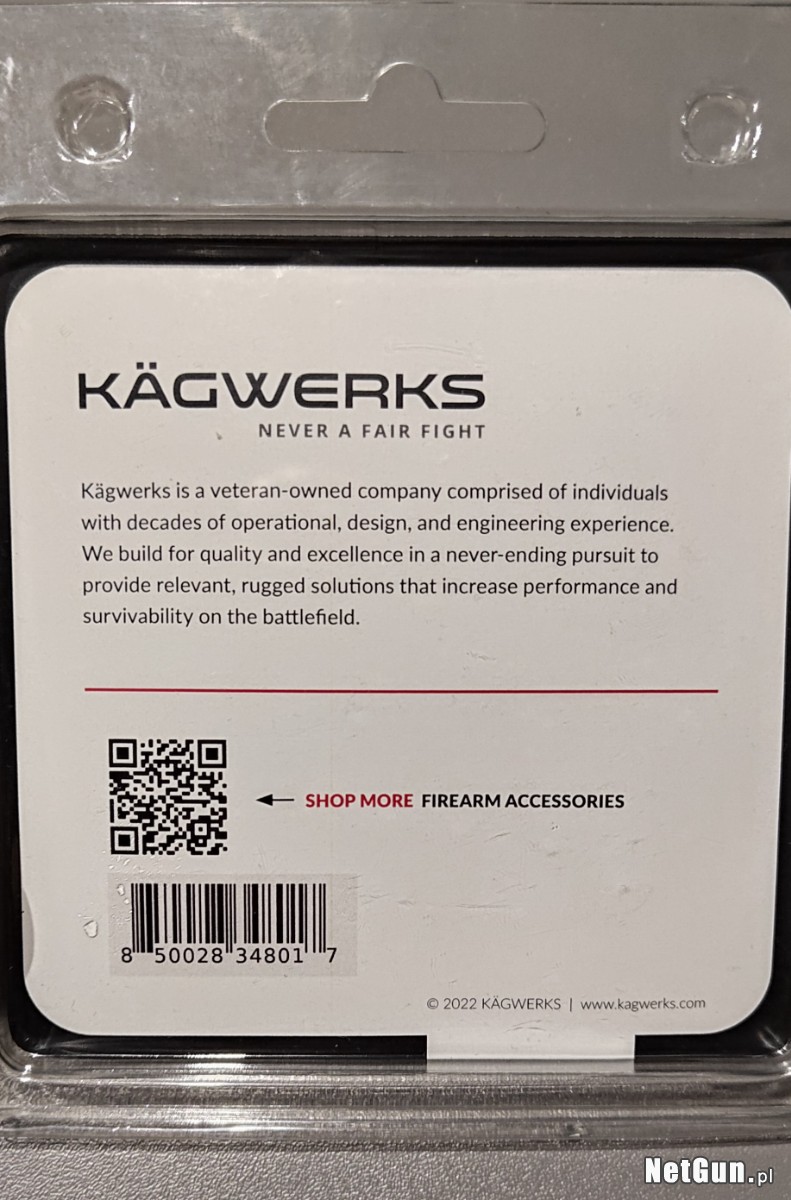 KÄGWERKS
NEVER A FAIR FIGHT
Kägwerks is a veteran-owned company comprised of individuals
with decades of operational, design, and engineering experience.
We build for quality and excellence in a never-ending pursuit to
provide relevant, rugged solutions that increase performance and
survivability on the battlefield.
SHOP MORE FIREARM ACCESSORIES
8 50028 34801 7
© 2022 KÄGWERKS | www.kagwerks.com
NetGun.pl